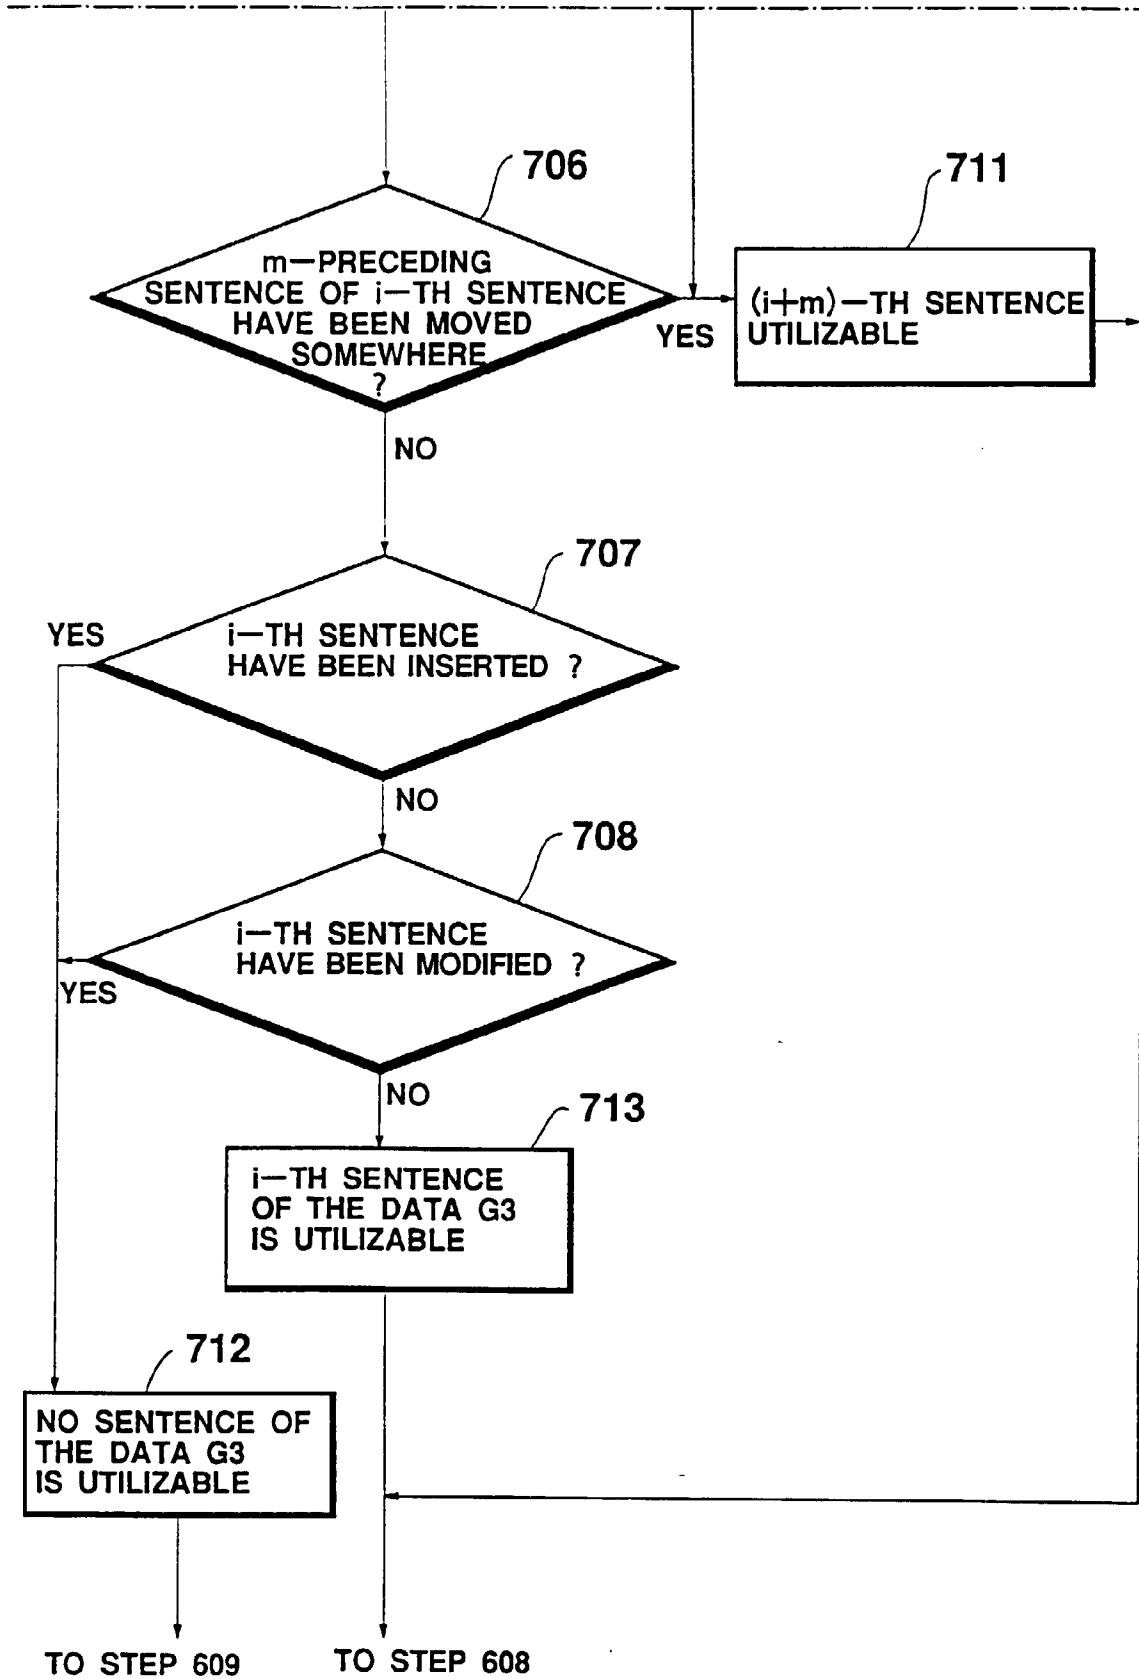 706
711
m—PRECEDING
SENTENCE OF i—TH SENTENCE
HAVE BEEN MOVED
SOMEWHERE
?
YES
(i+m)—TH SENTENCE
UTILIZABLE
NO
707
YES
i—TH SENTENCE
HAVE BEEN INSERTED ?
NO
708
i—TH SENTENCE
HAVE BEEN MODIFIED ?
YES
NO
713
i—TH SENTENCE
OF THE DATA G3
IS UTILIZABLE
712
NO SENTENCE OF
THE DATA G3
IS UTILIZABLE
TO STEP 609
TO STEP 608